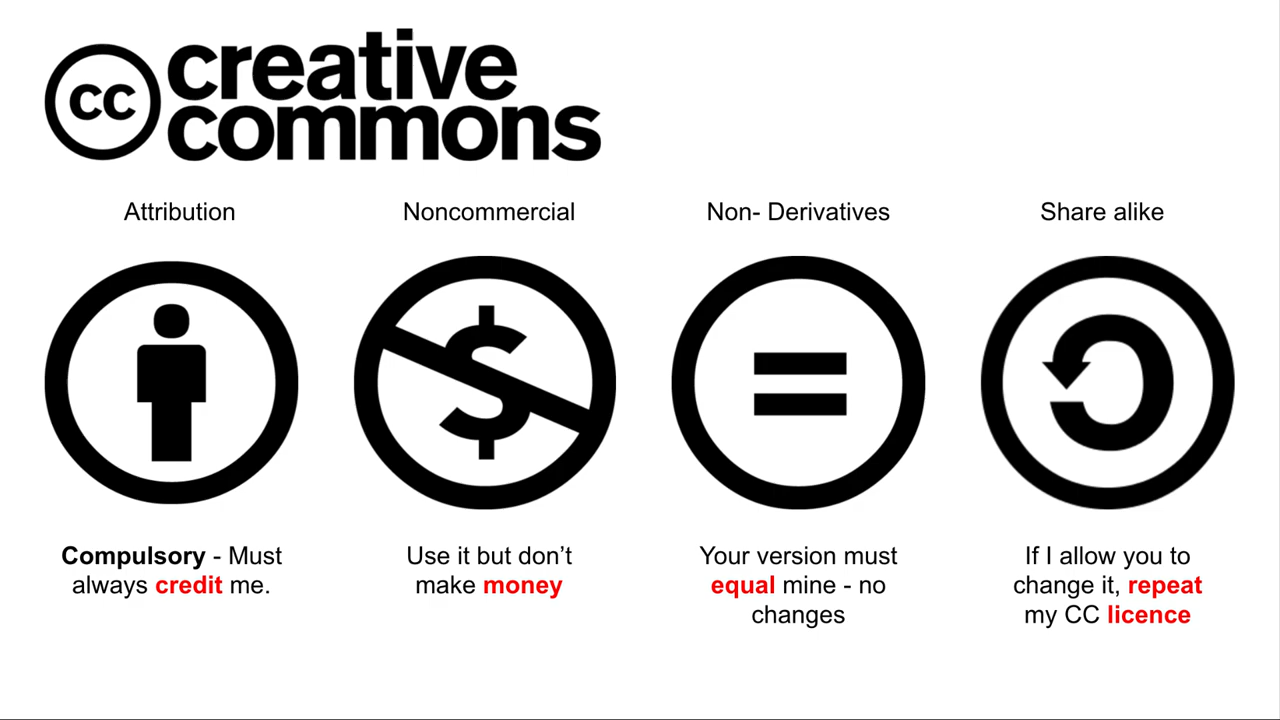 cc creative
commons
Attribution
Noncommercial
Non- Derivatives
Share alike
$
=
Compulsory - Must
always credit me.
Use it but don’t
make money
Your version must
equal mine - no
changes
If I allow you to
change it, repeat
my CC licence